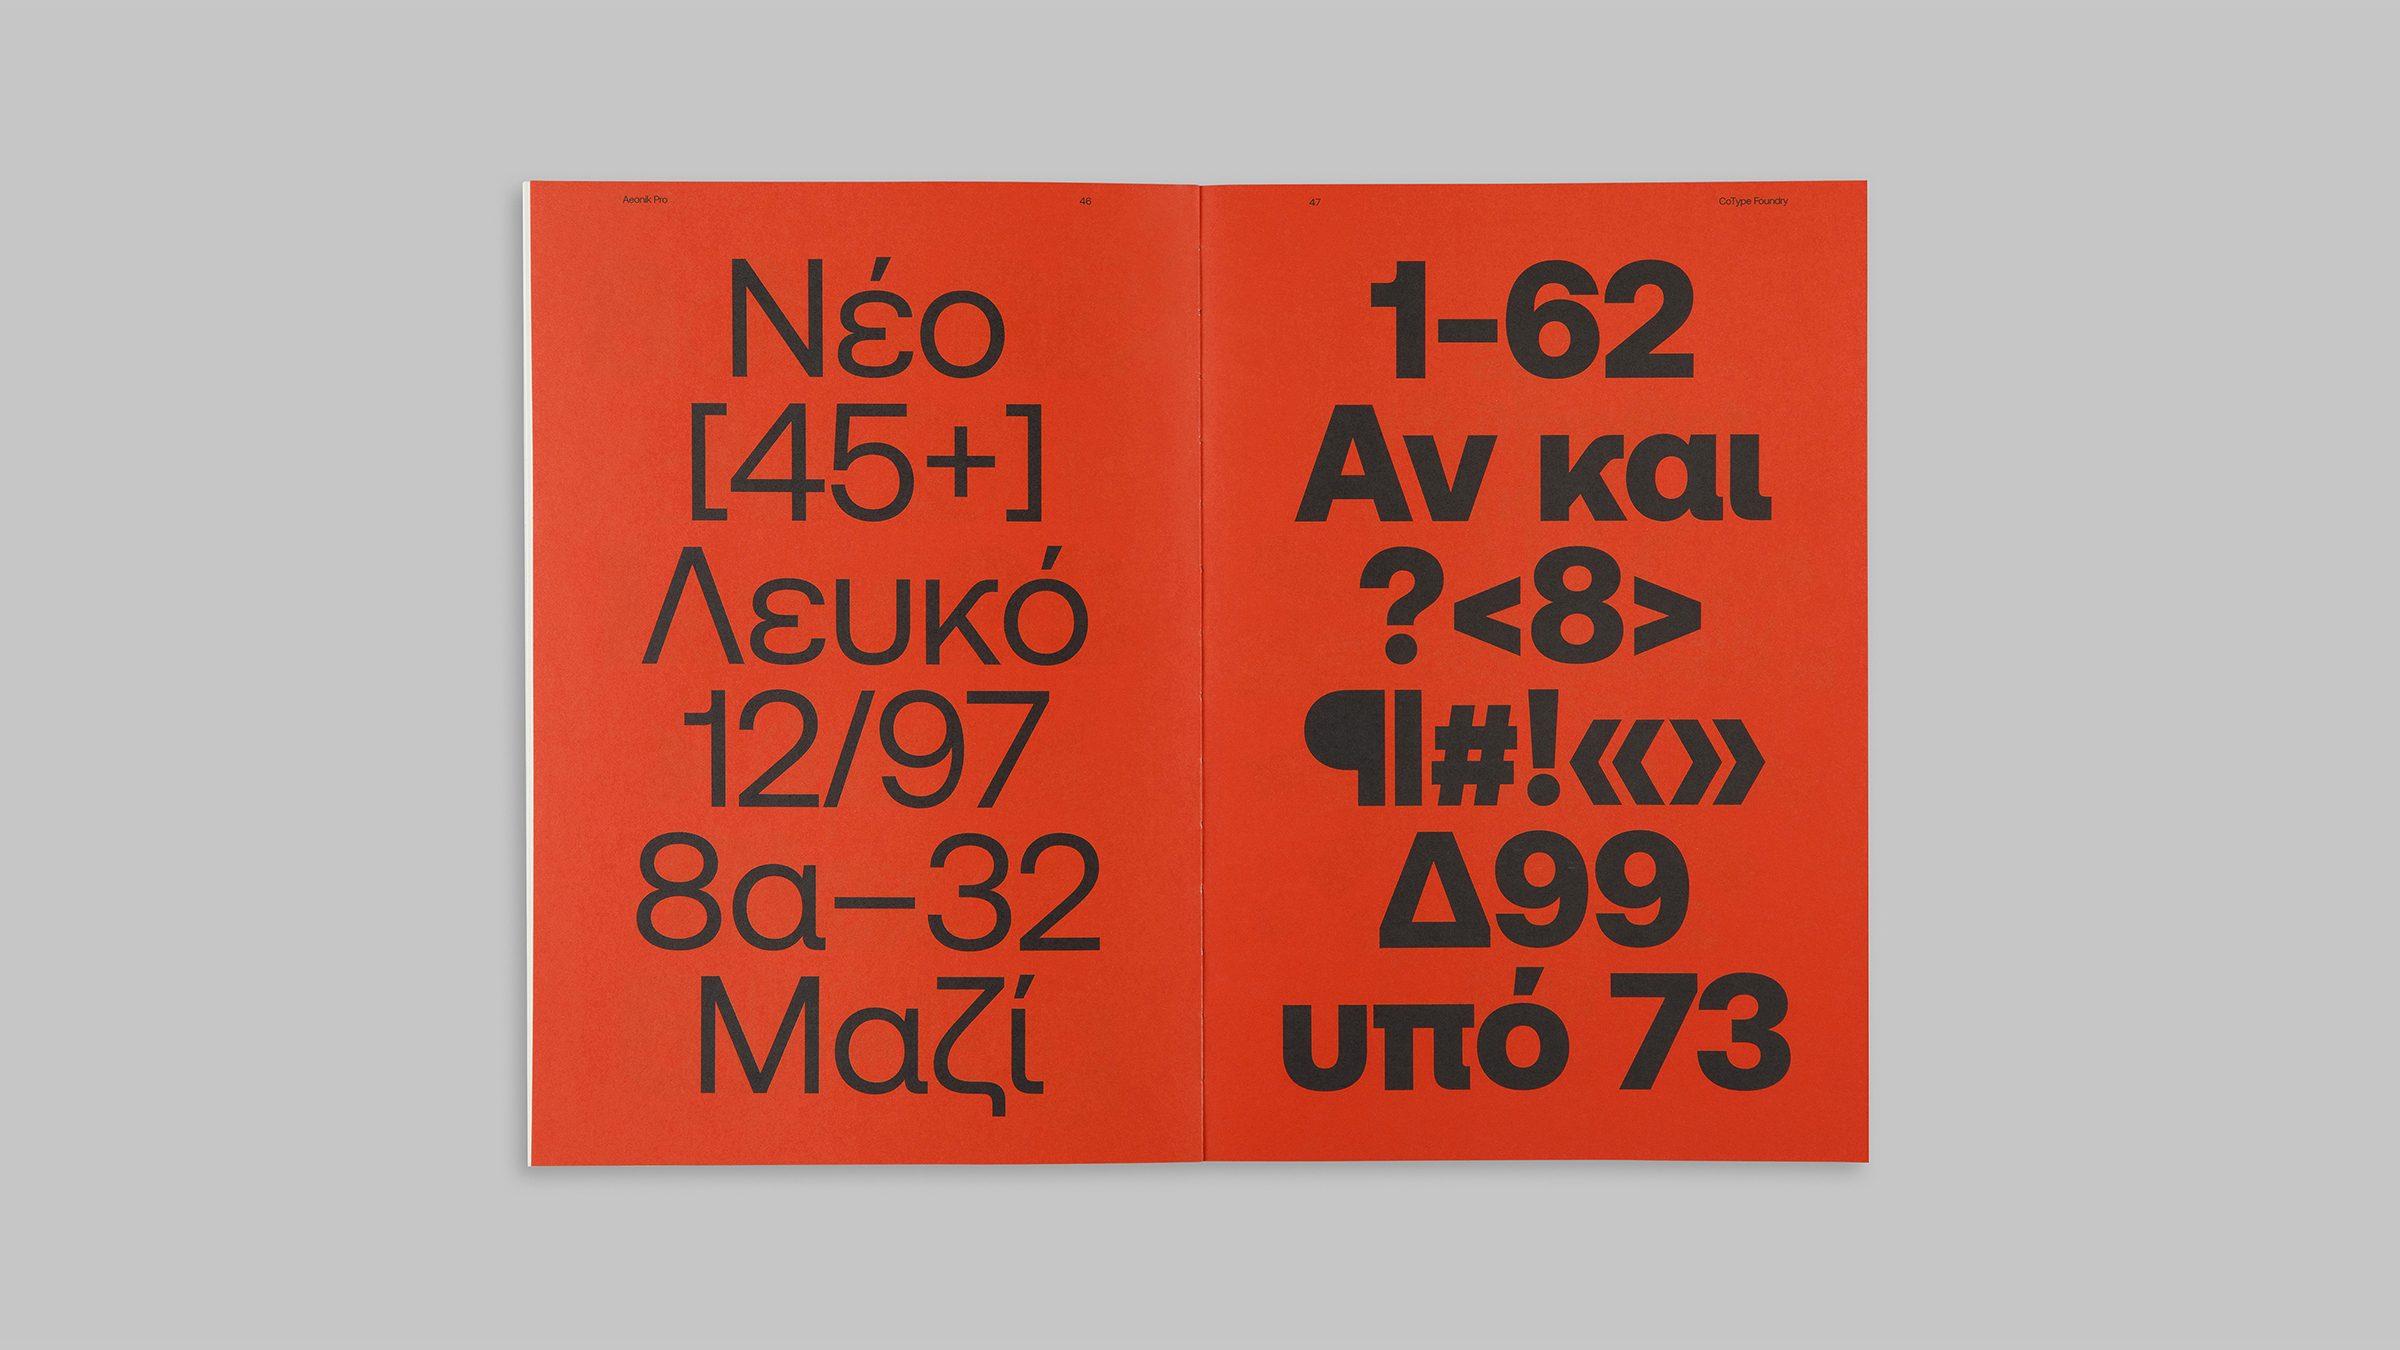 Aeonik Pro 46
Νέο
[45+]
Λευκό
12/97
8α—32
Μαζί
47 CoType Foundry
1-62
Αν και
?<8>
¶|#!«»
Δ99
υπό 73